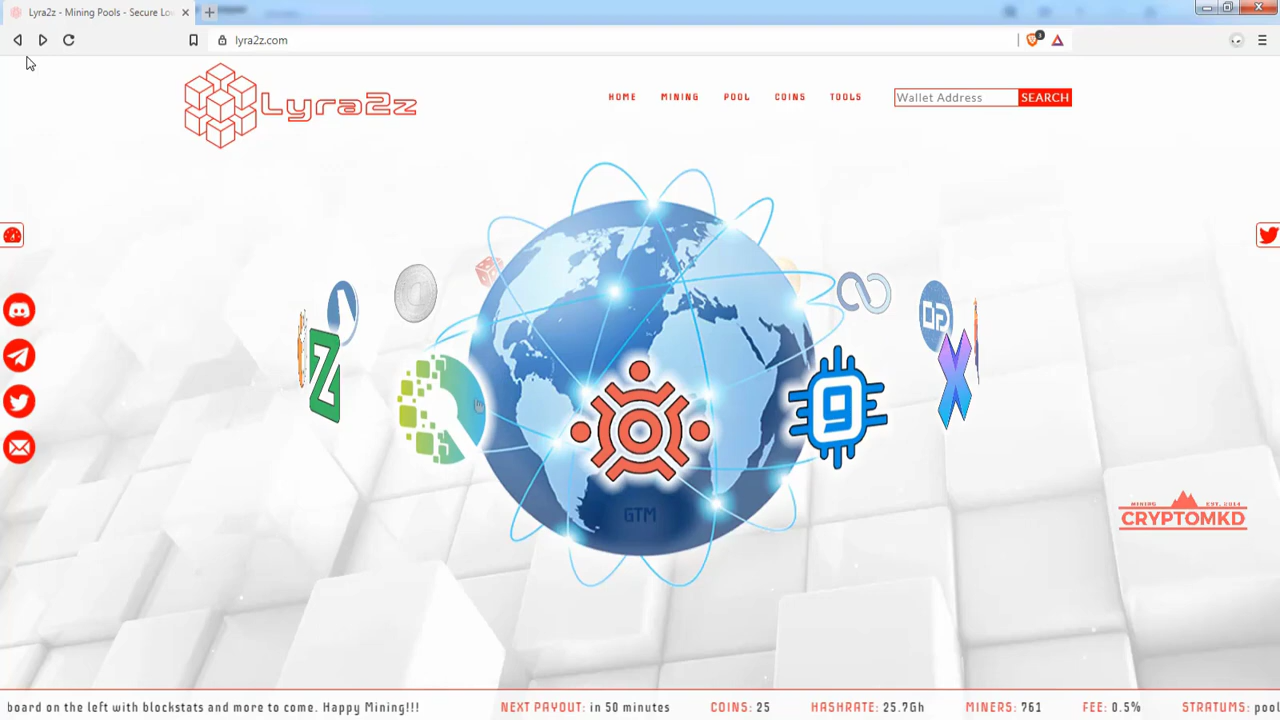 Lyra2z - Mining Pools - Secure Lo
lyra2z.com
3
Lyra2z
HOME MINING POOL COINS TOOLS
Wallet Address SEARCH
9
GTM
MINING EST. 2014
CRYPTOMKD
board on the left with blockstats and more to come. Happy Mining!!! NEXT PAYOUT: in 50 minutes COINS: 25 HASHRATE: 25.7Gh MINERS: 761 FEE: 0.5% STRATUMS: pool